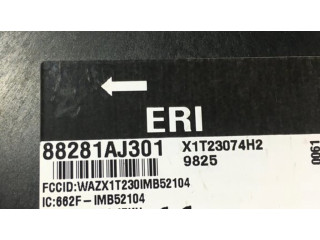 ERI
88281AJ301 X1T23074H2
9825
0061
FCCID:WAZX1T230IMB52104
IC:662F-IMB52104